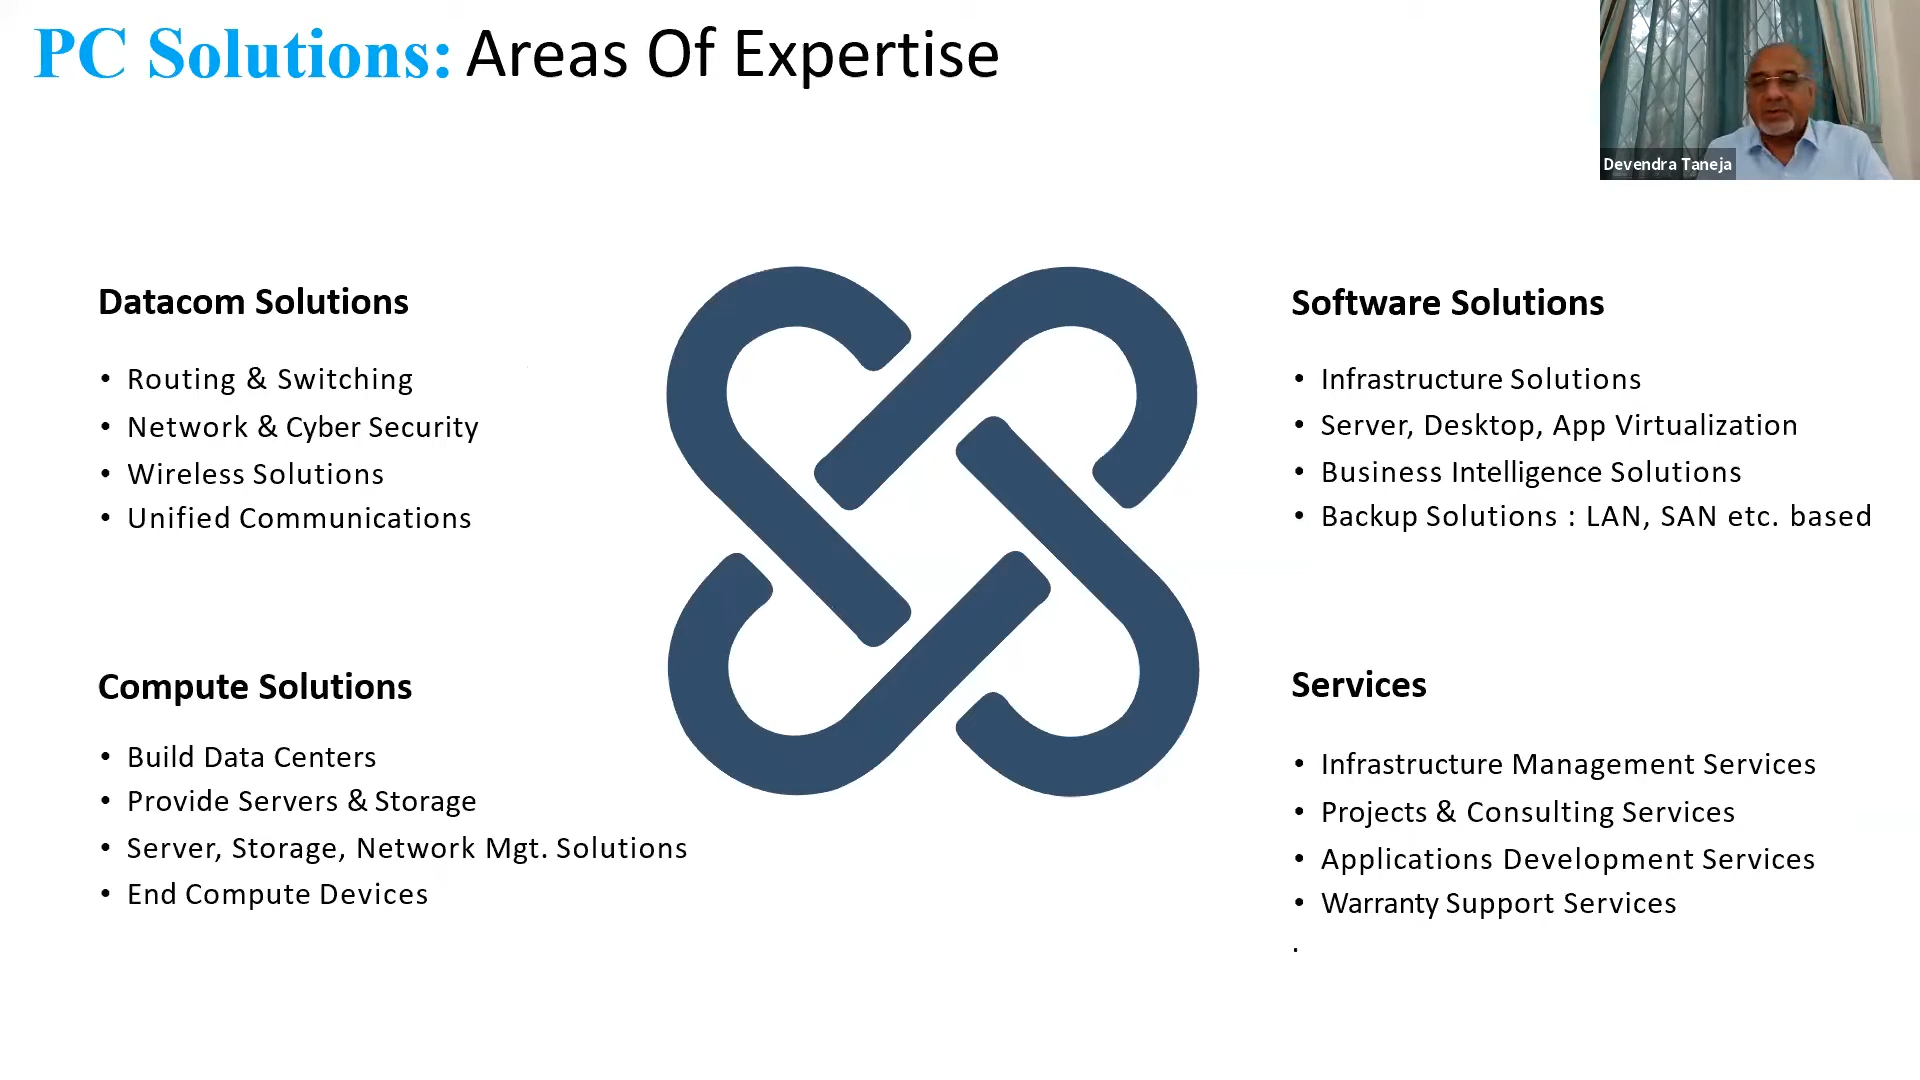 PC Solutions: Areas Of Expertise
Devendra Taneja
Datacom Solutions
• Routing & Switching
• Network & Cyber Security
• Wireless Solutions
• Unified Communications
Software Solutions
• Infrastructure Solutions
• Server, Desktop, App Virtualization
• Business Intelligence Solutions
• Backup Solutions : LAN, SAN etc. based
Compute Solutions
• Build Data Centers
• Provide Servers & Storage
• Server, Storage, Network Mgt. Solutions
• End Compute Devices
Services
• Infrastructure Management Services
• Projects & Consulting Services
• Applications Development Services
• Warranty Support Services
.